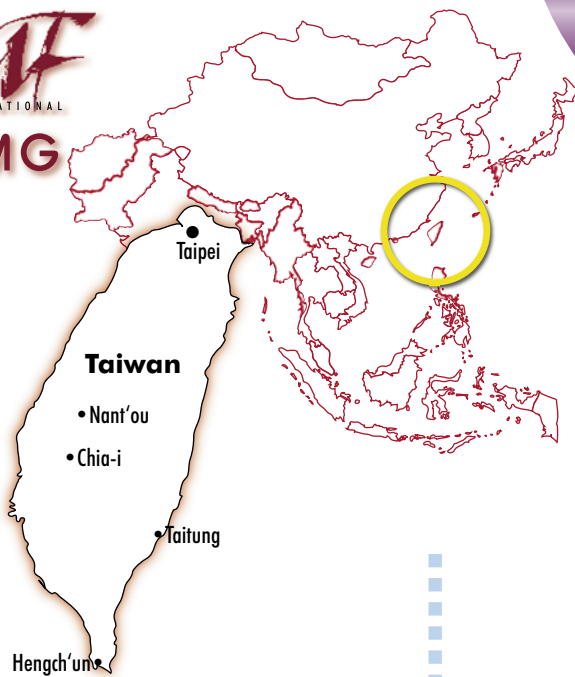 ATIONAL
MG
Taipei
Taiwan
Nant‘ou
Chia-i
Taitung
Hengch‘un